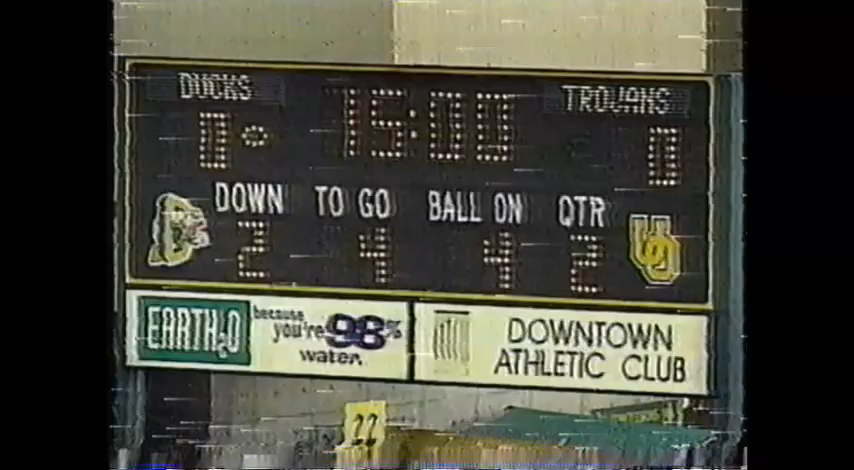 DUCKS 15:00 TROJANS
0 0
DOWN TO GO BALL ON QTR
2 4 4 2
UO
EARTH2O
because
you're 98%
water.
DOWNTOWN
ATHLETIC CLUB
22